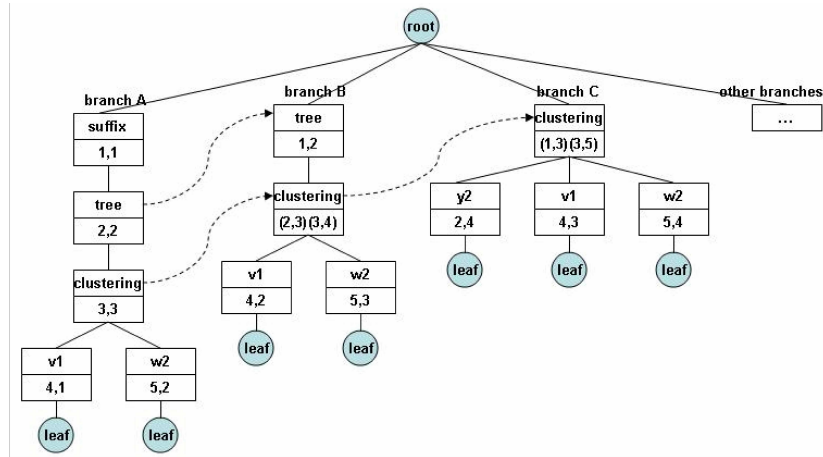 root
branch A
branch B
branch C
other branches
suffix
1,1
tree
2,2
clustering
3,3
v1
4,1
leaf
w2
5,2
leaf
tree
1,2
clustering
(2,3)(3,4)
v1
4,2
leaf
w2
5,3
leaf
clustering
(1,3)(3,5)
y2
2,4
leaf
v1
4,3
leaf
w2
5,4
leaf
...